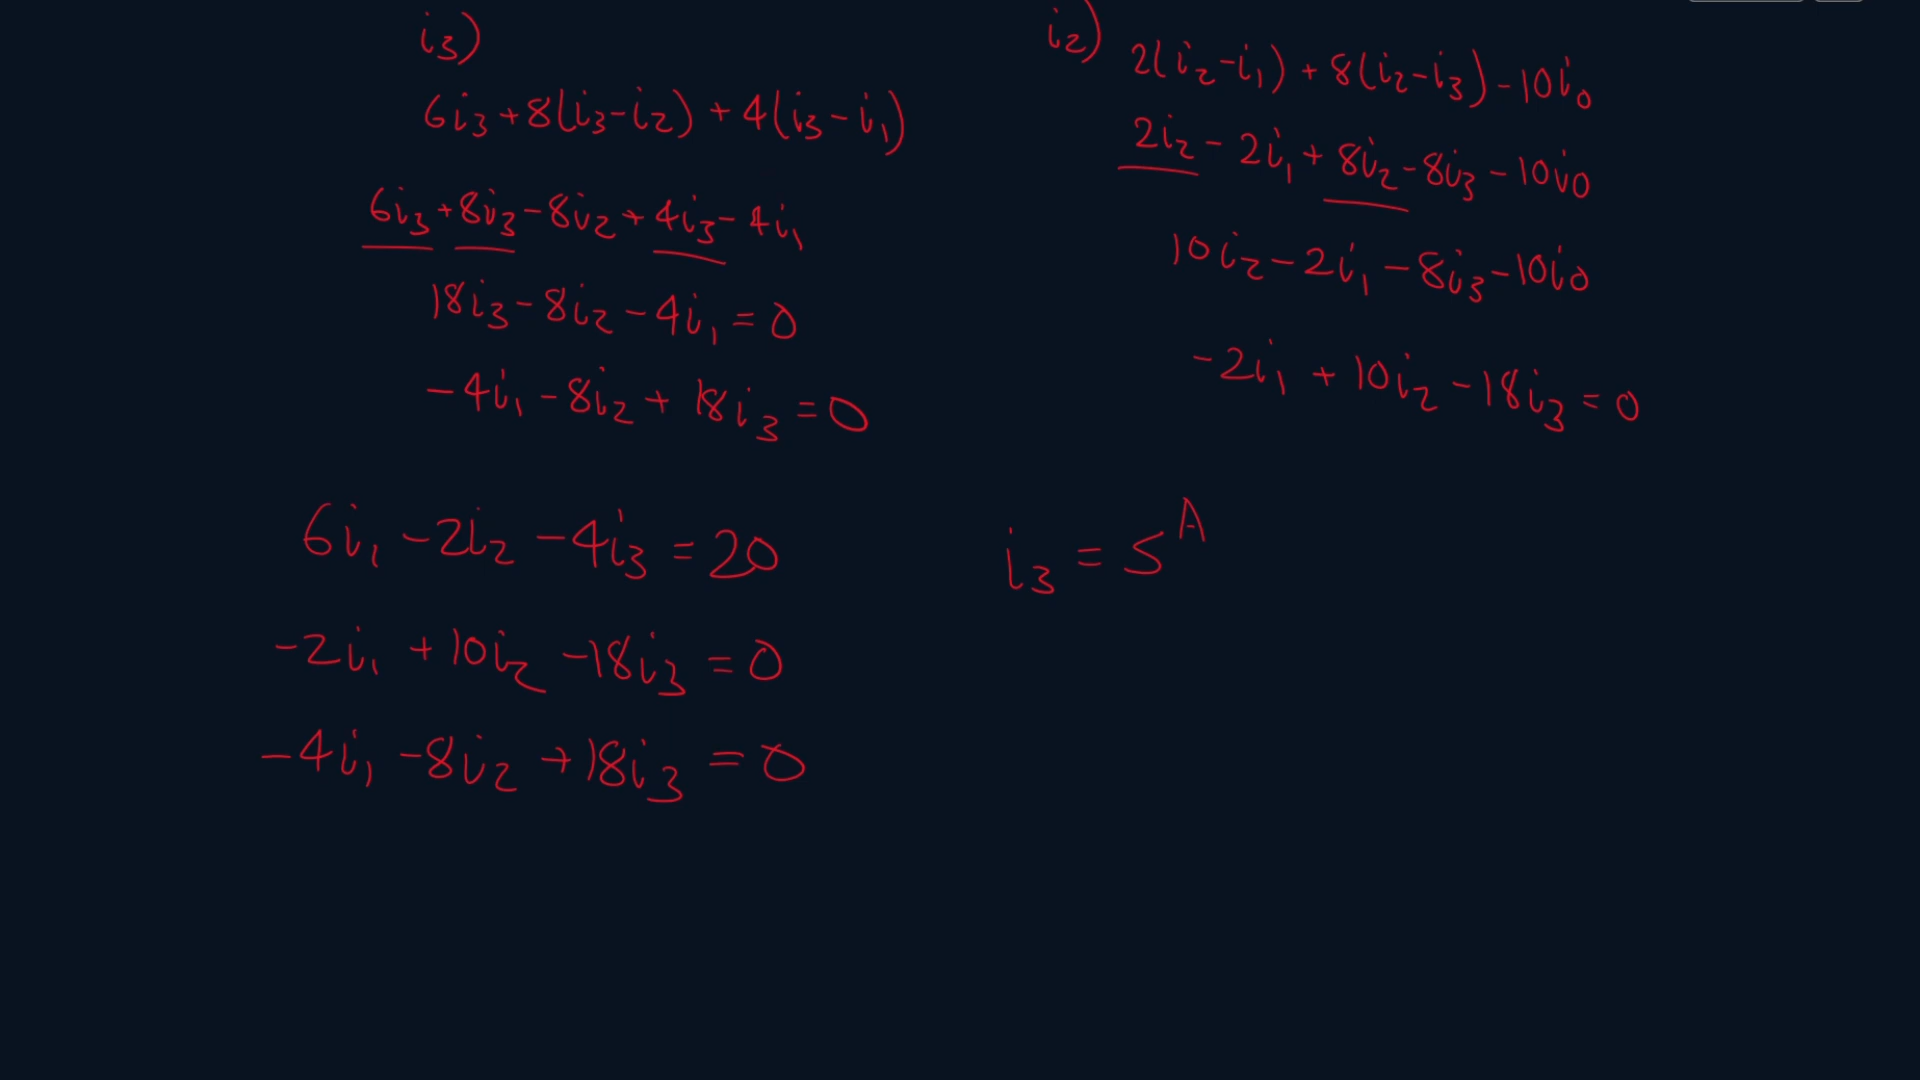 i₃)
6i₃+8(i₃-i₂)+4(i₃-i₁)
6i₃+8i₃-8i₂+4i₃-4i₁
18i₃-8i₂-4i₁=0
-4i₁-8i₂+18i₃=0
i₂)
2(i₂-i₁)+8(i₂-i₃)-10i₀
2i₂-2i₁+8i₂-8i₃-10i₀
10i₂-2i₁-8i₃-10i₀
-2i₁+10i₂-18i₃=0
6i₁-2i₂-4i₃=20
-2i₁+10i₂-18i₃=0
-4i₁-8i₂+18i₃=0
i₃=5ᴬ